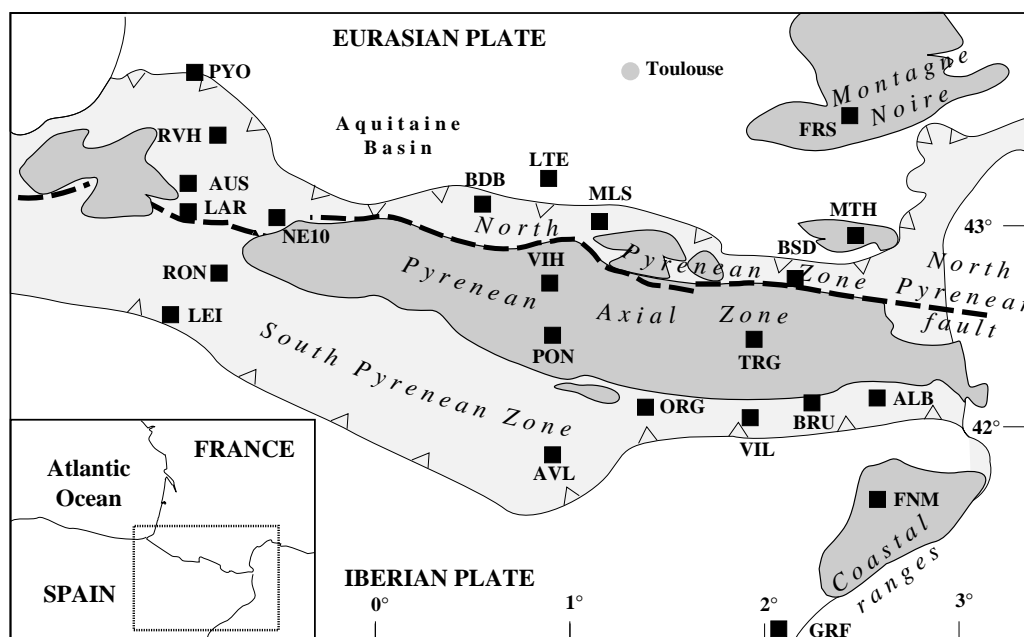 EURASIAN PLATE
PYO
Toulouse
Montagne
Noire
FRS
RVH
Aquitaine
Basin
LTE
BDB
AUS
MLS
LAR
MTH
43°
NE10
North
BSD
VIH
Pyrenean
Zone
North
Pyrenean
fault
RON
Pyrenean
Axial
Zone
LEI
PON
TRG
South Pyrenean Zone
ORG
ALB
BRU
VIL
42°
AVL
FRANCE
Atlantic
Ocean
FNM
Coastal
ranges
SPAIN
IBERIAN PLATE
0°
1°
2°
3°
GRF